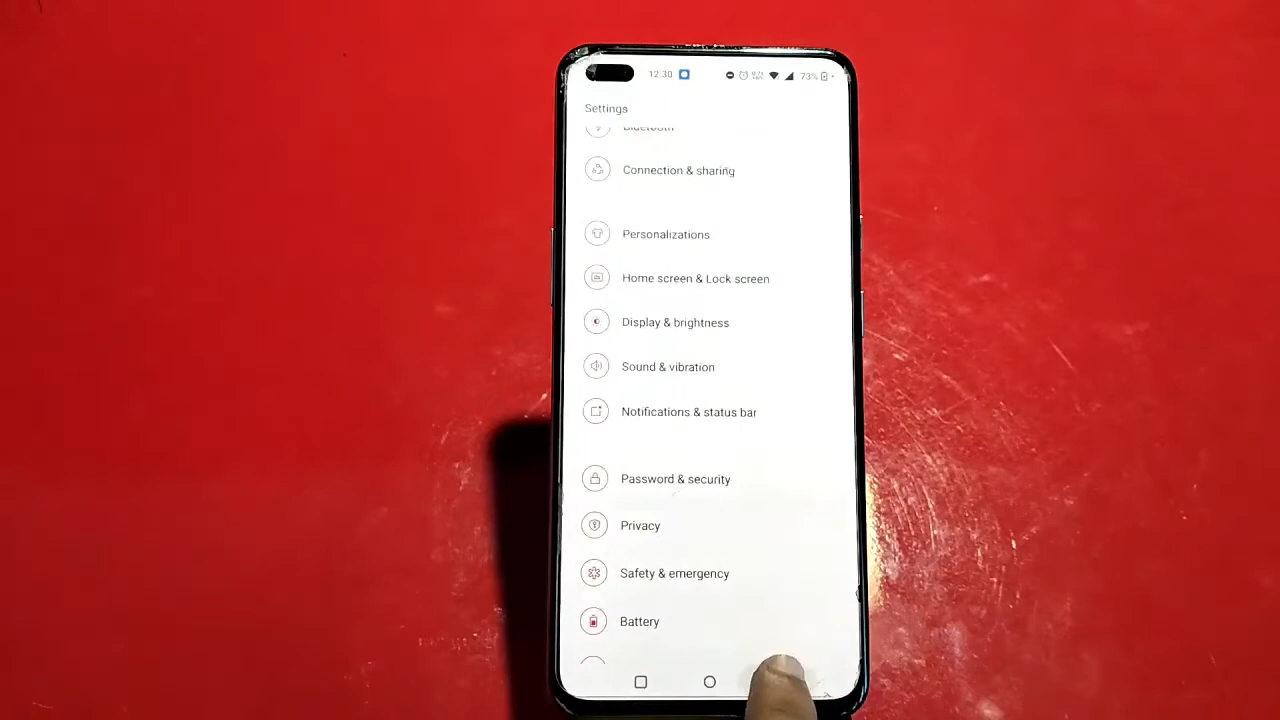 12:30
73%
Settings
Bluetooth
Connection & sharing
Personalizations
Home screen & Lock screen
Display & brightness
Sound & vibration
Notifications & status bar
Password & security
Privacy
Safety & emergency
Battery